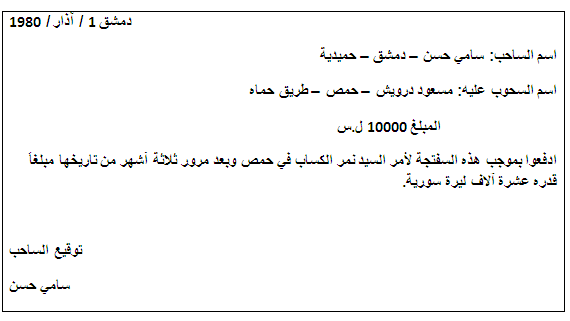 دمشق 1 / آذار / 1980
اسم الساحب: سامي حسن – دمشق – حميدية
اسم السحوب عليه: مسعود درويش – حمص – طريق حماه
المبلغ 10000 ل.س
ادفعوا بموجب هذه السفتجة لأمر السيد نمر الكساب في حمص وبعد مرور ثلاثة أشهر من تاريخها مبلغاً
قدره عشرة آلاف ليرة سورية.
توقيع الساحب
سامي حسن